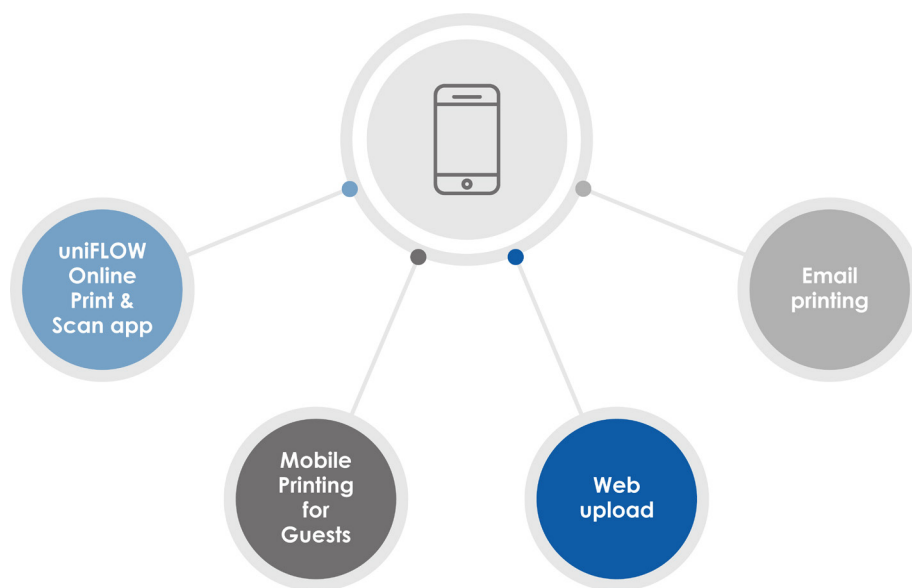 uniFLOW
Online
Print &
Scan app
Mobile
Printing
for
Guests
Web
upload
Email
printing